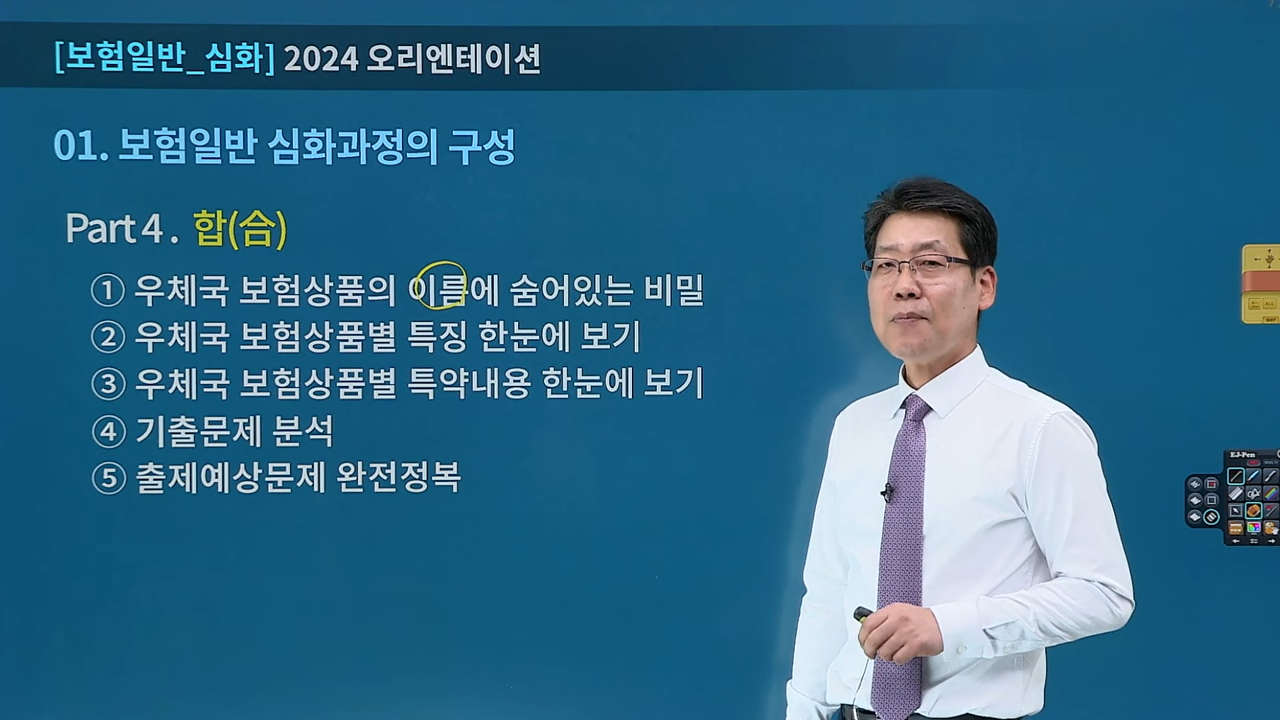 [보험일반_심화] 2024 오리엔테이션
01. 보험일반 심화과정의 구성
Part 4 . 합(合)
① 우체국 보험상품의 이름에 숨어있는 비밀
② 우체국 보험상품별 특징 한눈에 보기
③ 우체국 보험상품별 특약내용 한눈에 보기
④ 기출문제 분석
⑤ 출제예상문제 완전정복
EJ-Pen